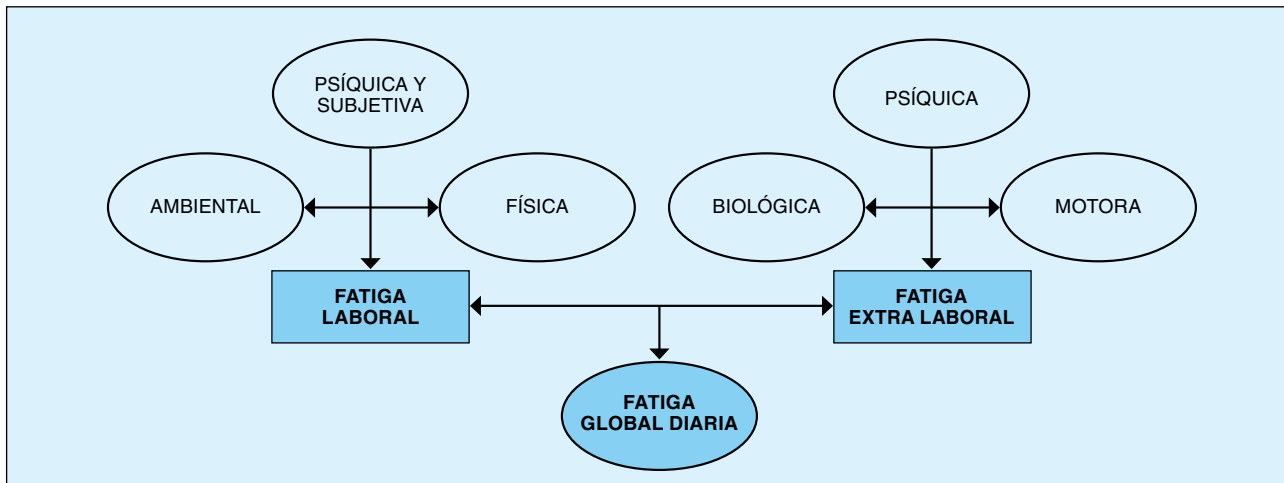 PSÍQUICA Y
SUBJETIVA
PSÍQUICA
AMBIENTAL
FÍSICA
BIOLÓGICA
MOTORA
FATIGA
LABORAL
FATIGA
EXTRA LABORAL
FATIGA
GLOBAL DIARIA